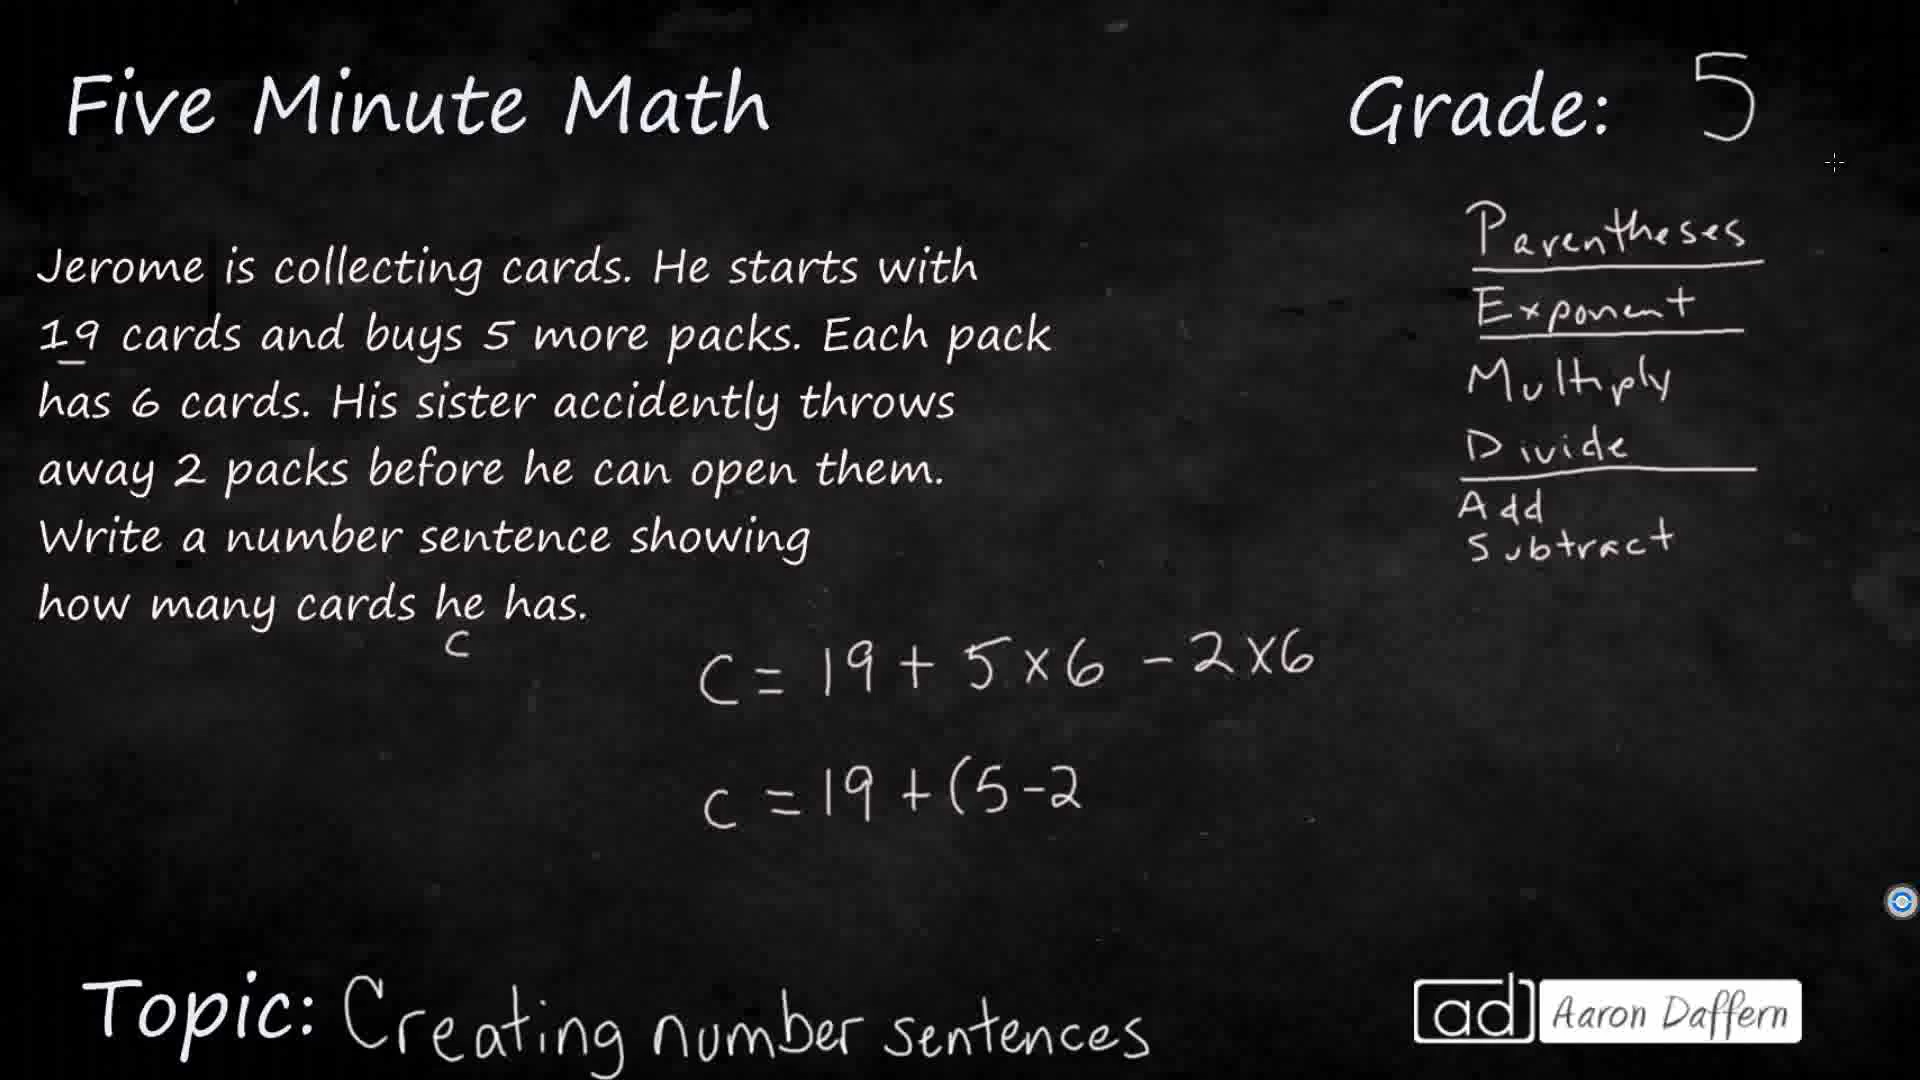 Five Minute Math
Grade: 5
Jerome is collecting cards. He starts with
19 cards and buys 5 more packs. Each pack
has 6 cards. His sister accidently throws
away 2 packs before he can open them.
Write a number sentence showing
how many cards he has.
c
Parentheses
Exponent
Multiply
Divide
Add
Subtract
C = 19 + 5 x 6 - 2 x 6
c = 19 + (5 - 2
Topic: Creating number sentences
ad Aaron Daffern